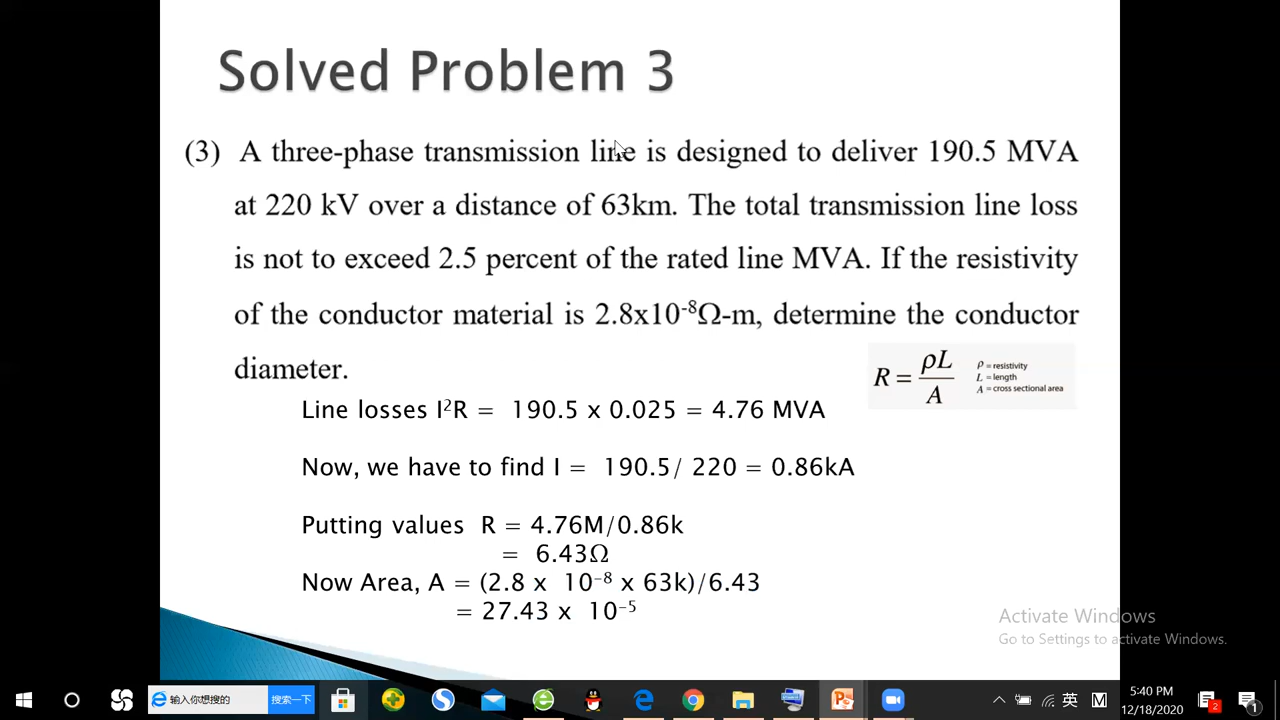 Solved Problem 3
(3) A three-phase transmission line is designed to deliver 190.5 MVA
at 220 kV over a distance of 63km. The total transmission line loss
is not to exceed 2.5 percent of the rated line MVA. If the resistivity
of the conductor material is 2.8x10⁻⁸Ω-m, determine the conductor
diameter.
R = ρL/A
ρ = resistivity
L = length
A = cross sectional area
Line losses I²R = 190.5 x 0.025 = 4.76 MVA
Now, we have to find I = 190.5/ 220 = 0.86kA
Putting values R = 4.76M/0.86k
= 6.43Ω
Now Area, A = (2.8 x 10⁻⁸ x 63k)/6.43
= 27.43 x 10⁻⁵
Activate Windows
Go to Settings to activate Windows.
输入你想搜的 搜索一下
英 M
5:40 PM
12/18/2020
2
1